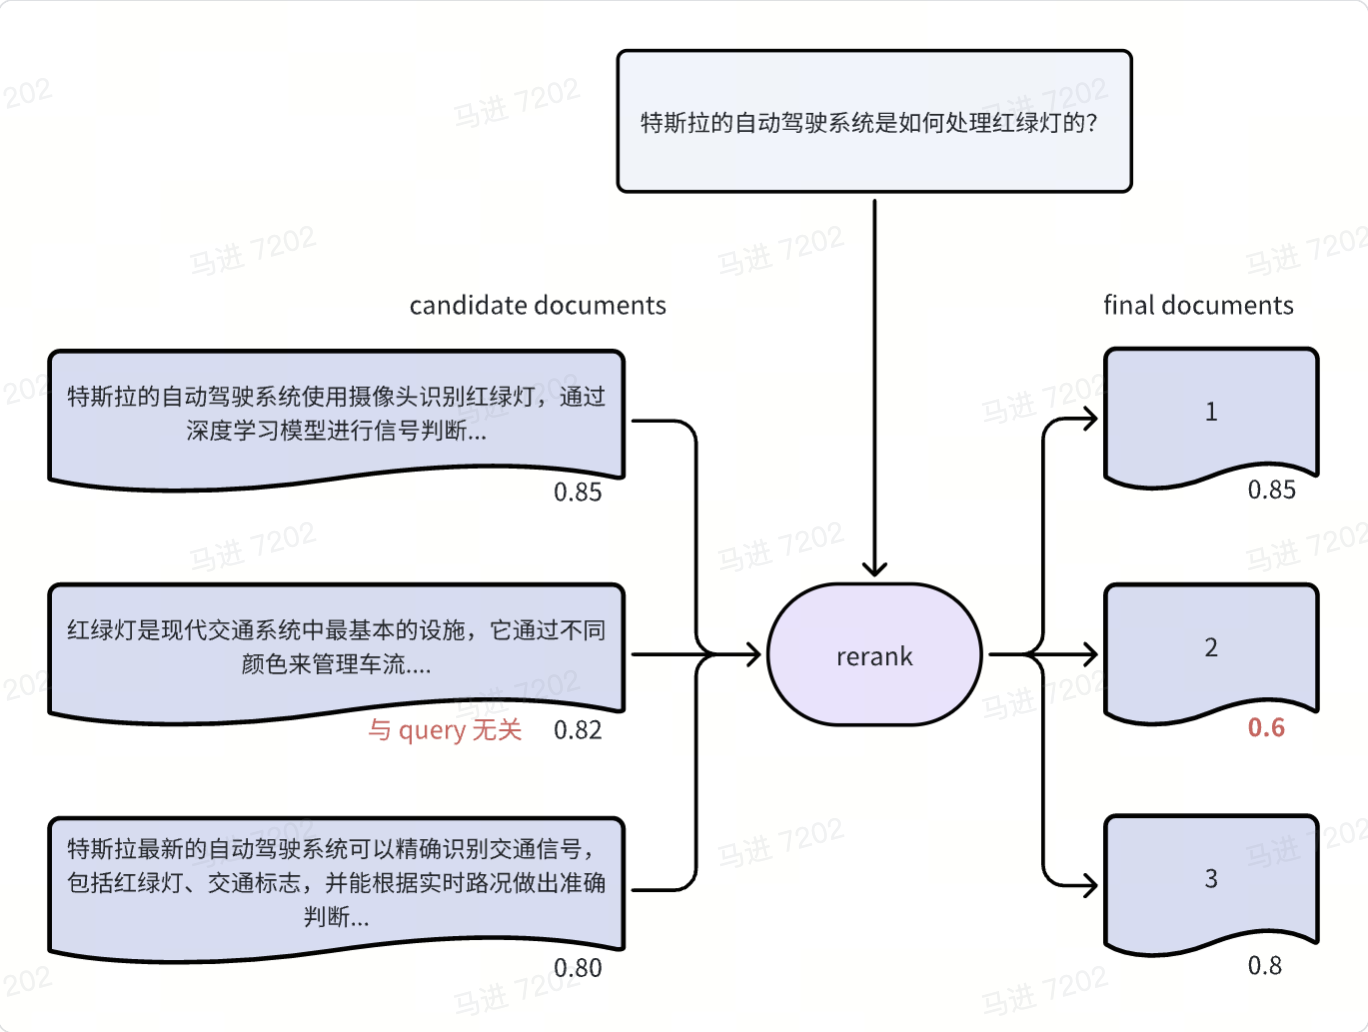 特斯拉的自动驾驶系统是如何处理红绿灯的?
candidate documents
final documents
特斯拉的自动驾驶系统使用摄像头识别红绿灯，通过
深度学习模型进行信号判断...
0.85
红绿灯是现代交通系统中最基本的设施，它通过不同
颜色来管理车流....
与 query 无关
0.82
特斯拉最新的自动驾驶系统可以精确识别交通信号，
包括红绿灯、交通标志，并能根据实时路况做出准确
判断...
0.80
rerank
1
0.85
2
0.6
3
0.8
马进 7202